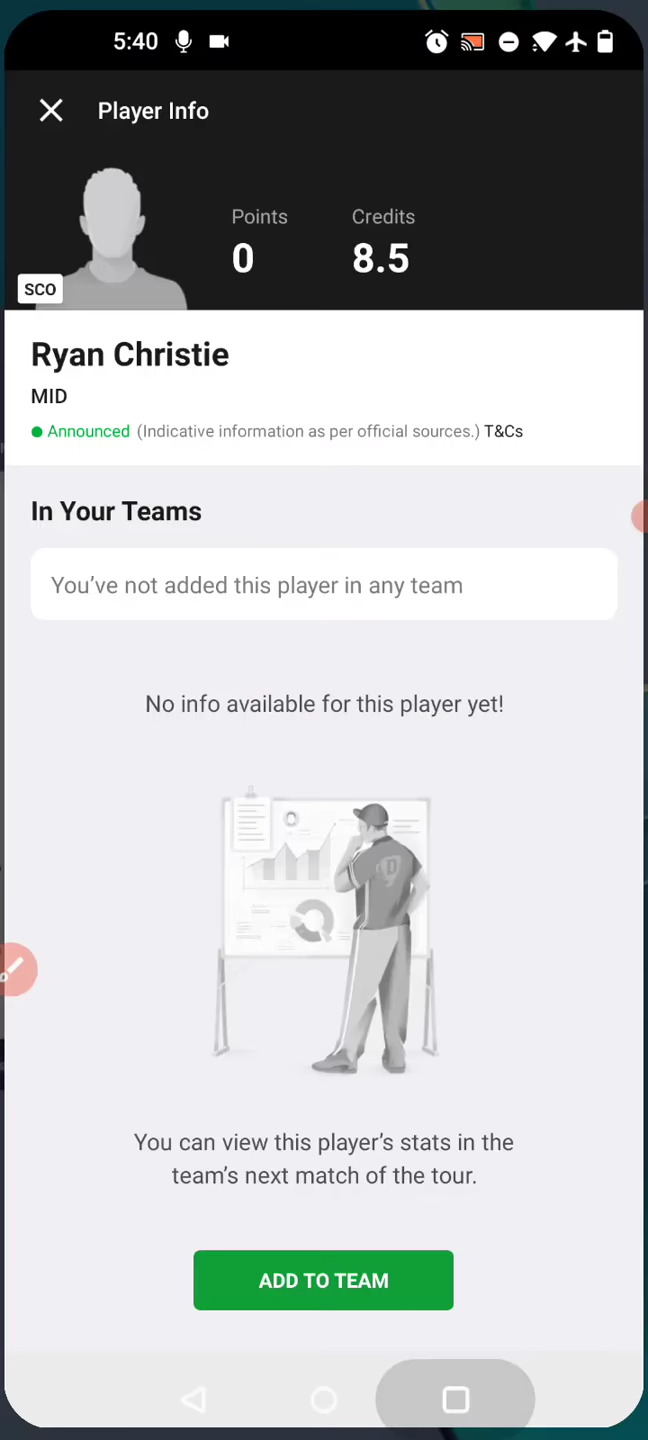 5:40
Player Info
Points
Credits
0
8.5
SCO
Ryan Christie
MID
Announced (Indicative information as per official sources.) T&Cs
In Your Teams
You’ve not added this player in any team
No info available for this player yet!
You can view this player’s stats in the
team’s next match of the tour.
ADD TO TEAM